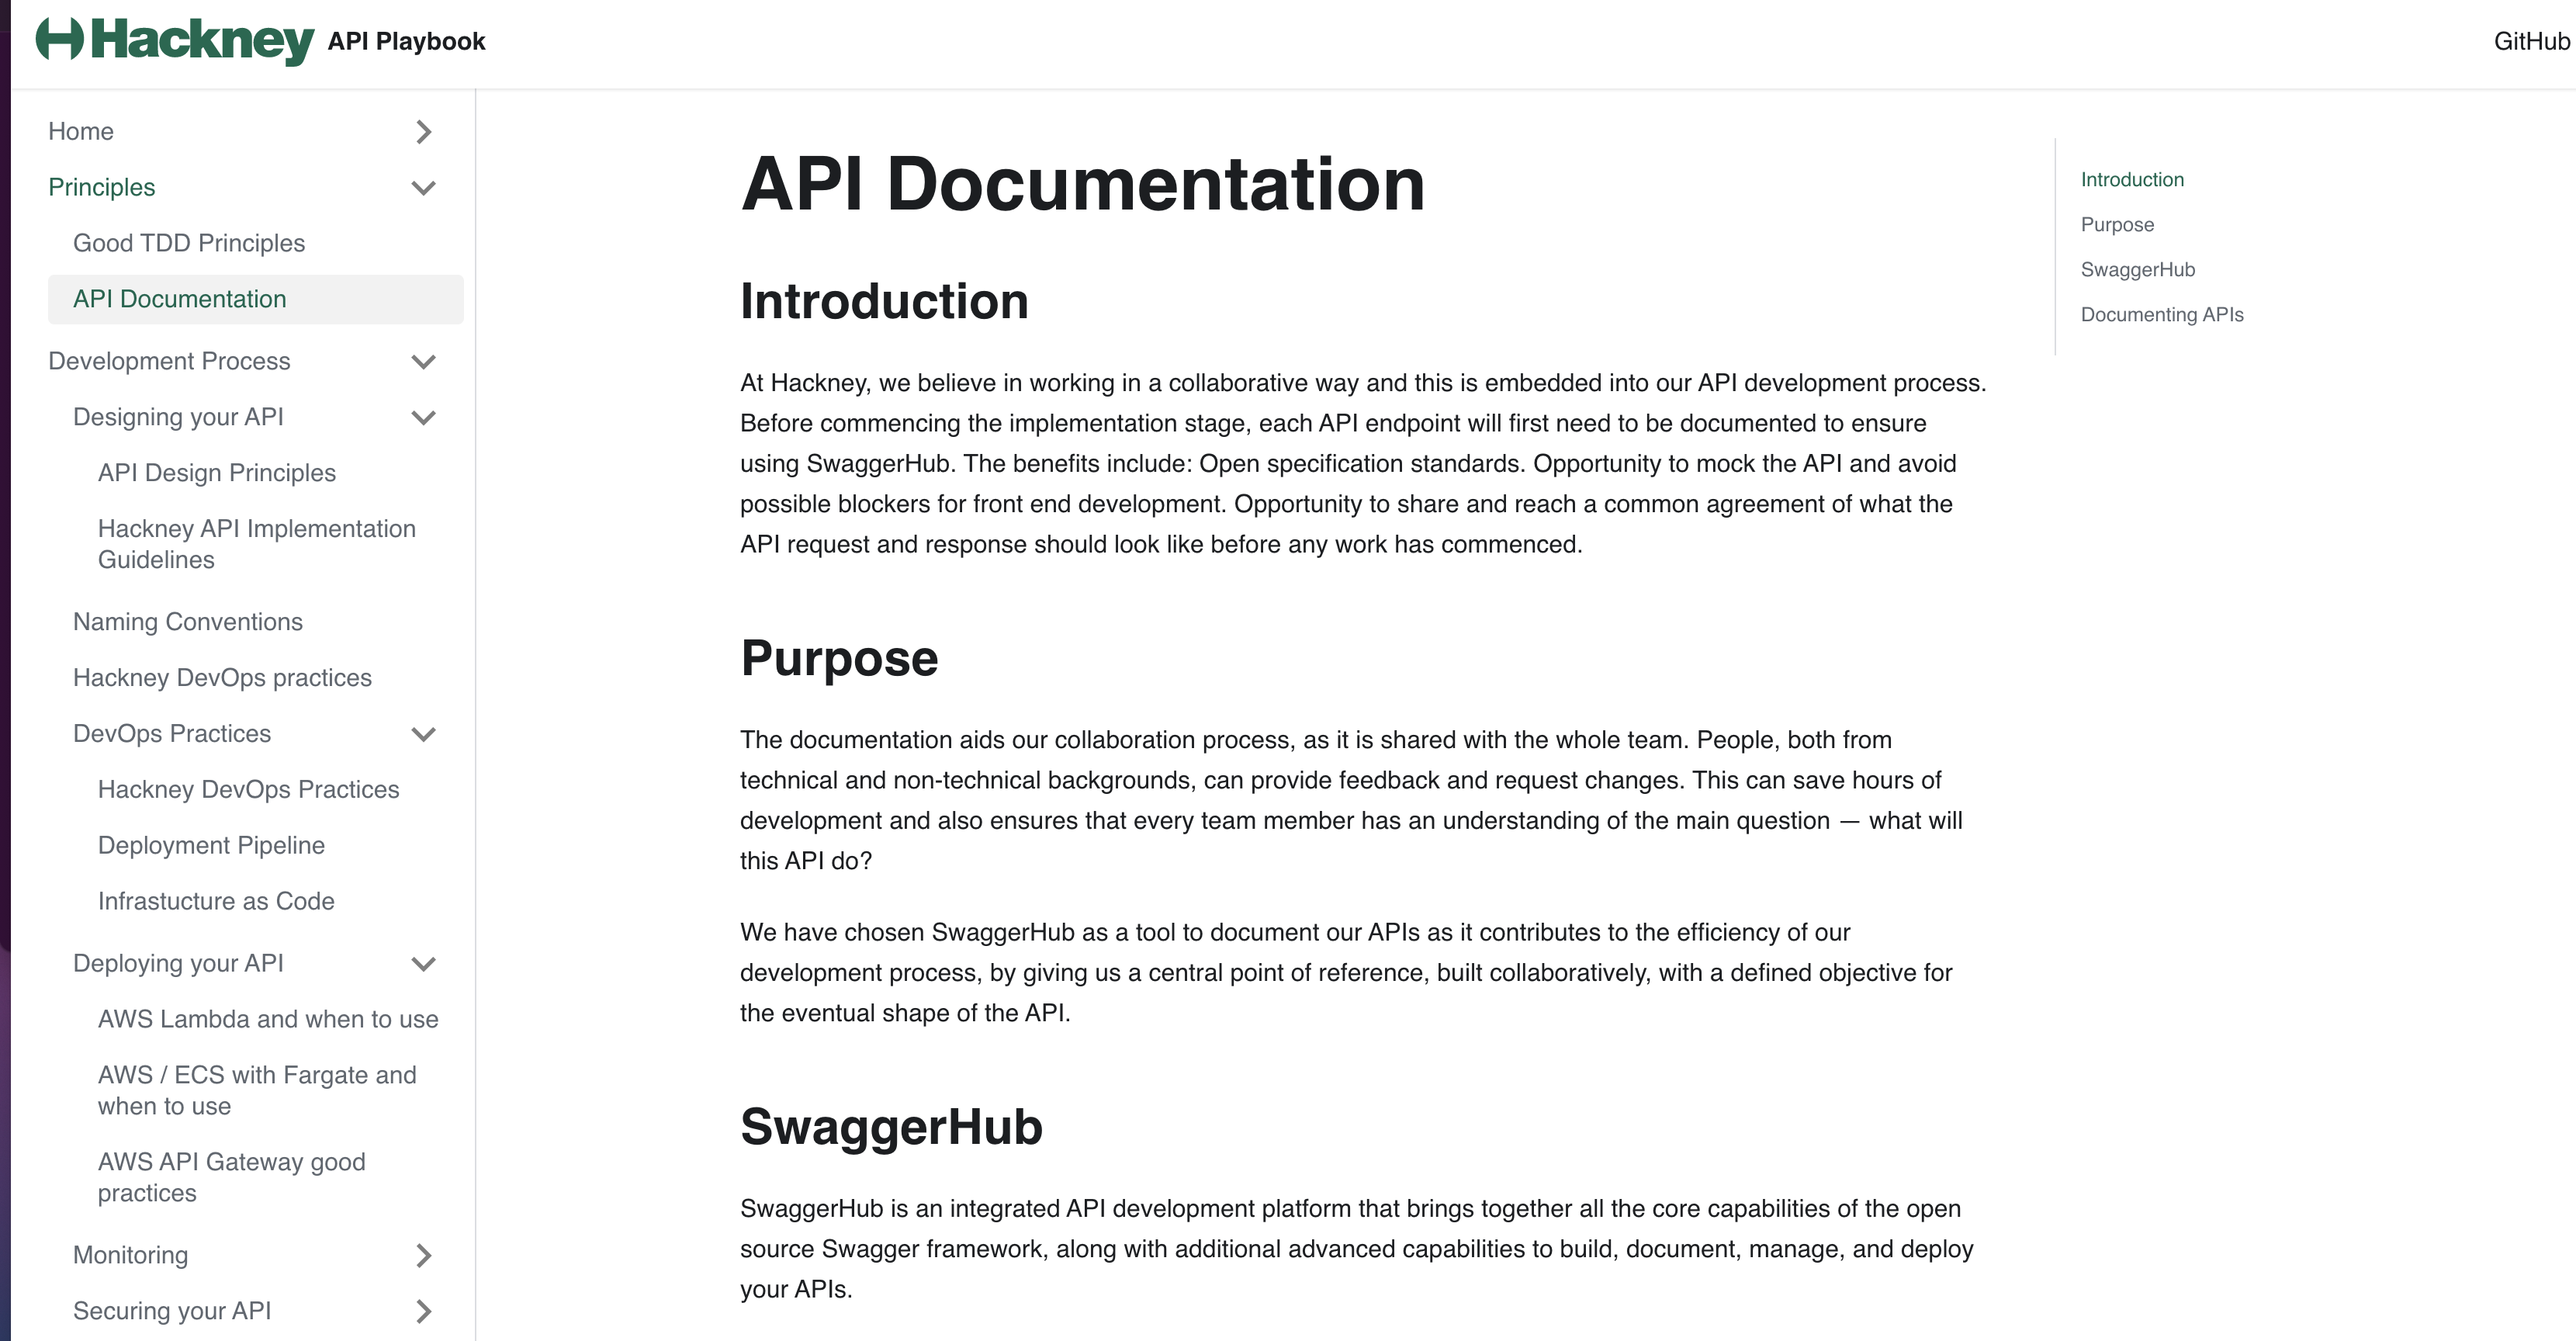 Hackney API Playbook
GitHub
Home
Principles
Good TDD Principles
API Documentation
Development Process
Designing your API
API Design Principles
Hackney API Implementation
Guidelines
Naming Conventions
Hackney DevOps practices
DevOps Practices
Hackney DevOps Practices
Deployment Pipeline
Infrastucture as Code
Deploying your API
AWS Lambda and when to use
AWS / ECS with Fargate and
when to use
AWS API Gateway good
practices
Monitoring
Securing your API
API Documentation
Introduction
At Hackney, we believe in working in a collaborative way and this is embedded into our API development process.
Before commencing the implementation stage, each API endpoint will first need to be documented to ensure
using SwaggerHub. The benefits include: Open specification standards. Opportunity to mock the API and avoid
possible blockers for front end development. Opportunity to share and reach a common agreement of what the
API request and response should look like before any work has commenced.
Purpose
The documentation aids our collaboration process, as it is shared with the whole team. People, both from
technical and non-technical backgrounds, can provide feedback and request changes. This can save hours of
development and also ensures that every team member has an understanding of the main question — what will
this API do?
We have chosen SwaggerHub as a tool to document our APIs as it contributes to the efficiency of our
development process, by giving us a central point of reference, built collaboratively, with a defined objective for
the eventual shape of the API.
SwaggerHub
SwaggerHub is an integrated API development platform that brings together all the core capabilities of the open
source Swagger framework, along with additional advanced capabilities to build, document, manage, and deploy
your APIs.
Introduction
Purpose
SwaggerHub
Documenting APIs